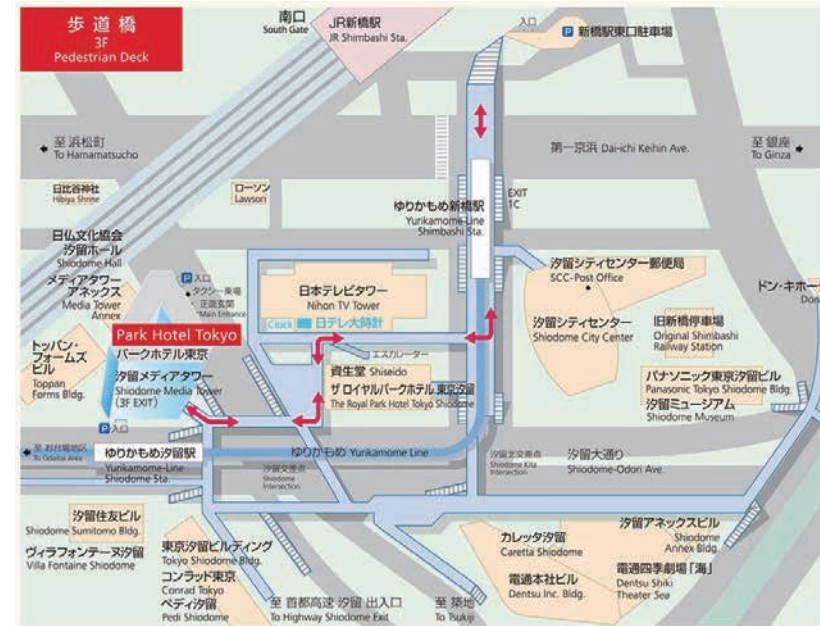 歩道橋
3F
Pedestrian Deck
南口
South Gate
JR新橋駅
JR Shimbashi Sta.
入口
P 新橋駅東口駐車場
至 浜松町
To Hamamatsucho
第一京浜 Dai-ichi Keihin Ave.
至 銀座
To Ginza
日比谷神社
Hibiya Shrine
ローソン
Lawson
EXIT
1C
ゆりかもめ新橋駅
Yurikamome-Line
Shimbashi Sta.
日仏文化協会
汐留ホール
Shiodome Hall
メディアタワー
アネックス
Media Tower
Annex
P 入口
タクシー乗場
正面玄関
*Main Enterance
日本テレビタワー
Nihon TV Tower
Clock 日テレ大時計
汐留シティセンター郵便局
SCC-Post Office
汐留シティセンター
Shiodome City Center
旧新橋停車場
Original Shimbashi
Railway Station
ドン・キホー
Don
Park Hotel Tokyo
パークホテル東京
トッパン・
フォームズ
ビル
Toppan
Forms Bldg.
汐留メディアタワー
Shiodome Media Tower
(3F EXIT)
エスカレーター
資生堂 Shiseido
ザ ロイヤルパークホテル 東京汐留
The Royal Park Hotel Tokyo Shiodome
パナソニック東京汐留ビル
Panasonic Tokyo Shiodome Bldg.
汐留ミュージアム
Shiodome Museum
P 入口
至 お台場地区
To Odaiba Area
ゆりかもめ汐留駅
Yurikamome-Line
Shiodome Sta.
ゆりかもめ Yurikamome Line
汐留交差点
Shiodome
Intersection
汐留北交差点
Shiodome Kita
Intersection
汐留大通り
Shiodome-Odori Ave.
汐留住友ビル
Shiodome Sumitomo Bldg.
ヴィラフォンテーヌ汐留
Villa Fontaine Shiodome
東京汐留ビルディング
Tokyo Shiodome Bldg.
コンラッド東京
Conrad Tokyo
ペディ汐留
Pedi Shiodome
至 首都高速 汐留 出入口
To Highway Shiodome Exit
至 築地
To Tsukiji
カレッタ汐留
Caretta Shiodome
電通本社ビル
Dentsu Inc. Bldg.
汐留アネックスビル
Shiodome
Annex Bldg.
電通四季劇場「海」
Dentsu Shiki
Theater Sea